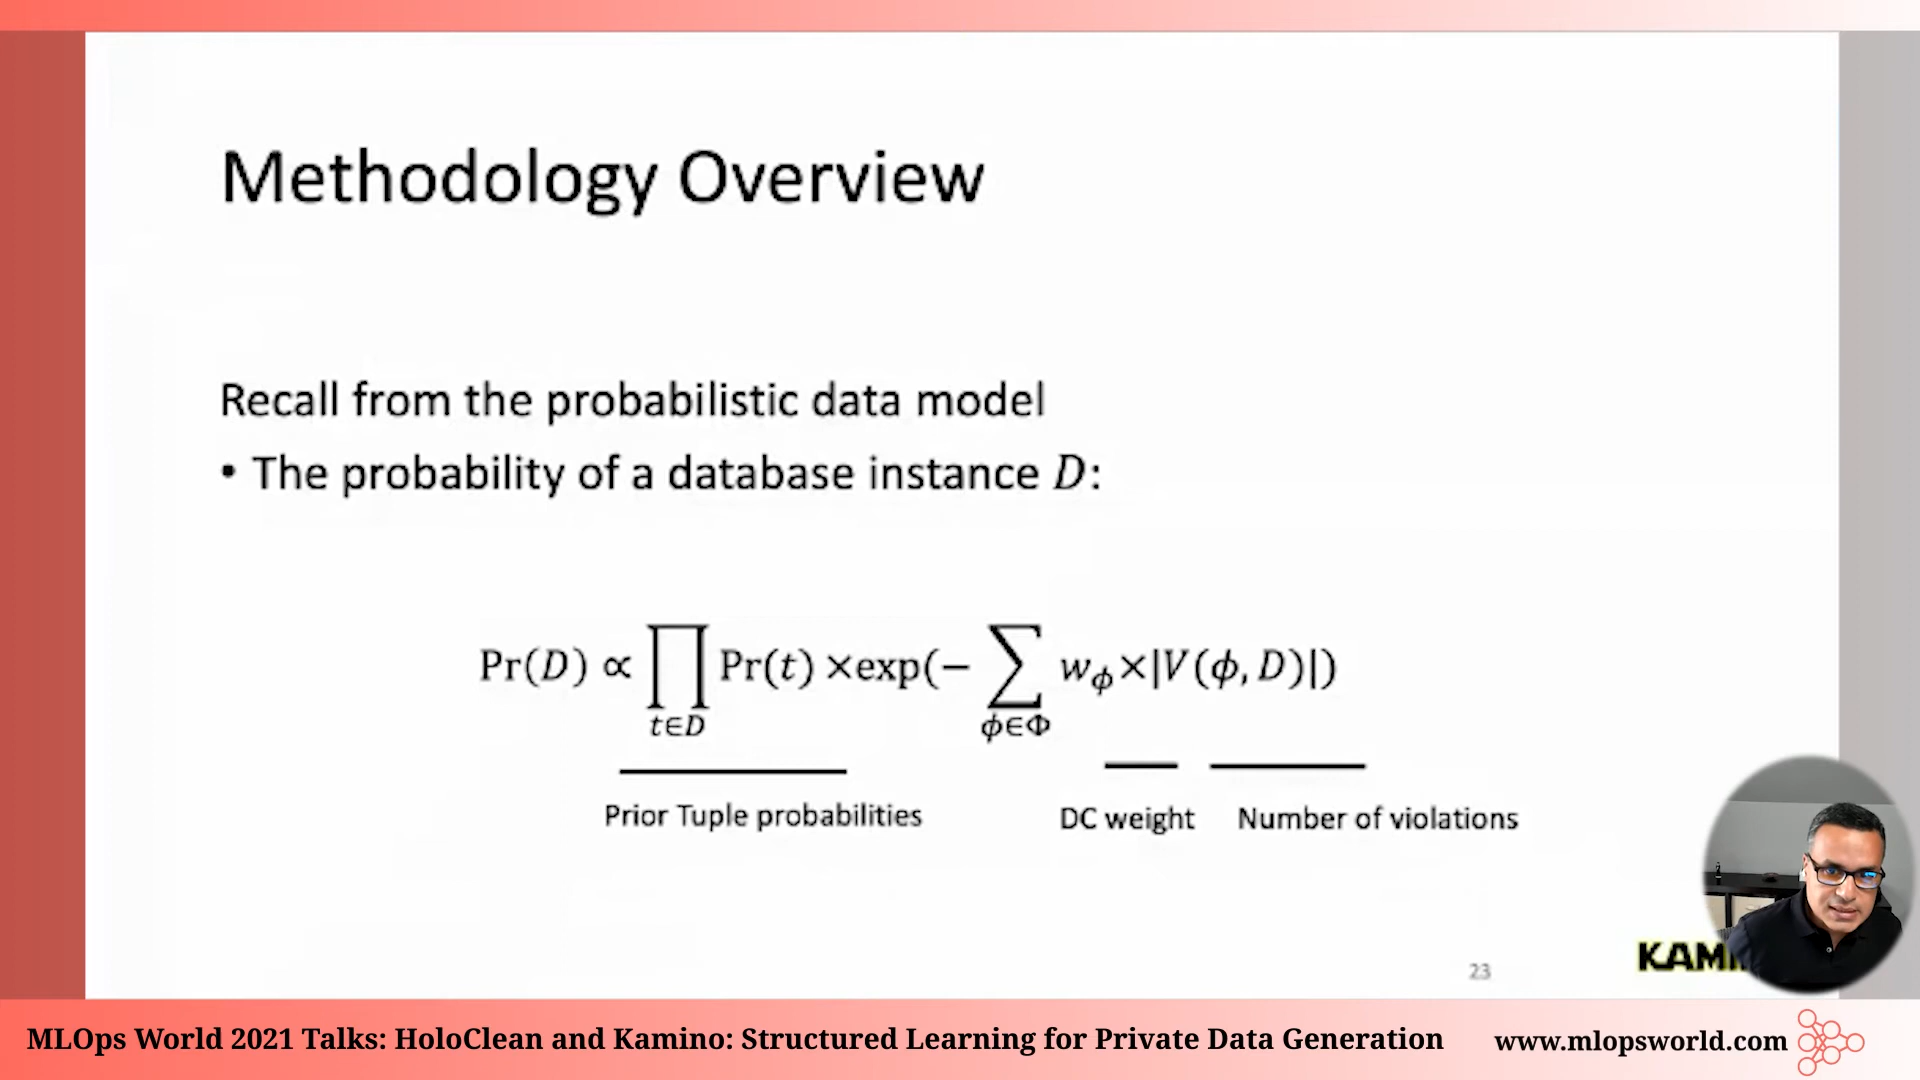 Methodology Overview
Recall from the probabilistic data model
• The probability of a database instance D:
Pr(D) ∝ ∏ Pr(t) ×exp(− ∑ w_ϕ×|V(ϕ, D)|)
t∈D ϕ∈Φ
Prior Tuple probabilities DC weight Number of violations
23
KAM
MLOps World 2021 Talks: HoloClean and Kamino: Structured Learning for Private Data Generation
www.mlopsworld.com